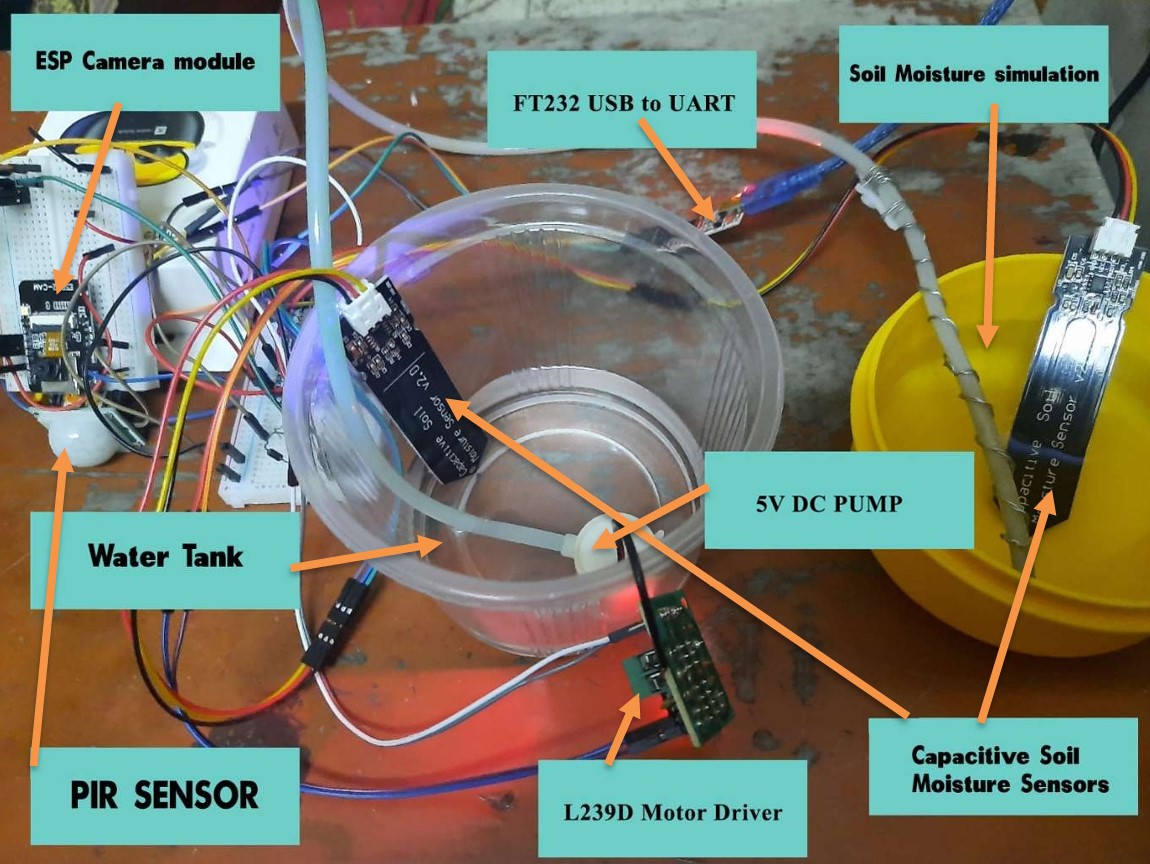 ESP Camera module
FT232 USB to UART
Soil Moisture simulation
Capacitive Soil
Moisture Sensor v2.0
Capacitive Soil
Moisture Sensor v2
5V DC PUMP
Water Tank
PIR SENSOR
L239D Motor Driver
Capacitive Soil
Moisture Sensors